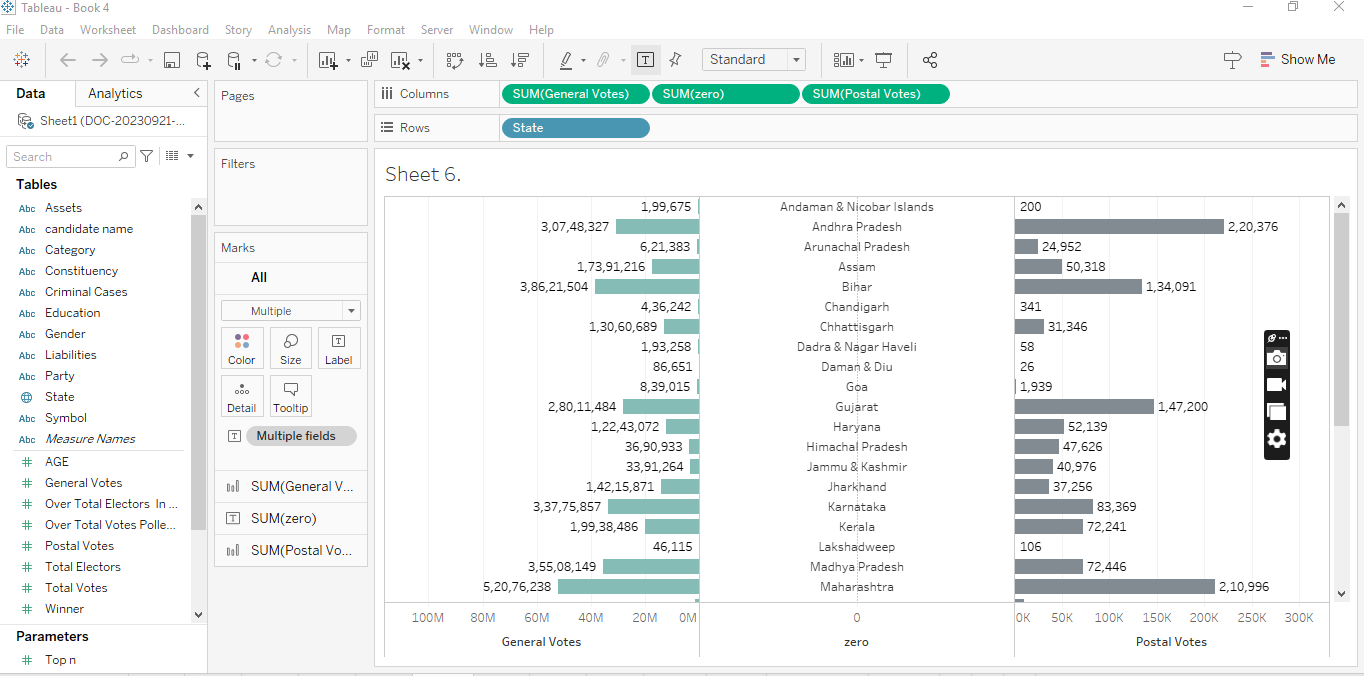 Tableau - Book 4
File Data Worksheet Dashboard Story Analysis Map Format Server Window Help
Standard
Show Me
Data Analytics
Sheet1 (DOC-20230921-...
Search
Tables
Abc Assets
Abc candidate name
Abc Category
Abc Constituency
Abc Criminal Cases
Abc Education
Abc Gender
Abc Liabilities
Abc Party
State
Abc Symbol
Abc Measure Names
# AGE
# General Votes
# Over Total Electors In ...
# Over Total Votes Polle...
# Postal Votes
# Total Electors
# Total Votes
# Winner
Parameters
# Top n
Pages
Filters
Marks
All
Multiple
Color Size T Label
Detail Tooltip
T Multiple fields
SUM(General V...
T SUM(zero)
SUM(Postal Vo...
Columns SUM(General Votes) SUM(zero) SUM(Postal Votes)
Rows State
Sheet 6.
1,99,675 Andaman & Nicobar Islands 200
3,07,48,327 Andhra Pradesh 2,20,376
6,21,383 Arunachal Pradesh 24,952
1,73,91,216 Assam 50,318
3,86,21,504 Bihar 1,34,091
4,36,242 Chandigarh 341
1,30,60,689 Chhattisgarh 31,346
1,93,258 Dadra & Nagar Haveli 58
86,651 Daman & Diu 26
8,39,015 Goa 1,939
2,80,11,484 Gujarat 1,47,200
1,22,43,072 Haryana 52,139
36,90,933 Himachal Pradesh 47,626
33,91,264 Jammu & Kashmir 40,976
1,42,15,871 Jharkhand 37,256
3,37,75,857 Karnataka 83,369
1,99,38,486 Kerala 72,241
46,115 Lakshadweep 106
3,55,08,149 Madhya Pradesh 72,446
5,20,76,238 Maharashtra 2,10,996
100M 80M 60M 40M 20M 0M 0 0K 50K 100K 150K 200K 250K 300K
General Votes zero Postal Votes